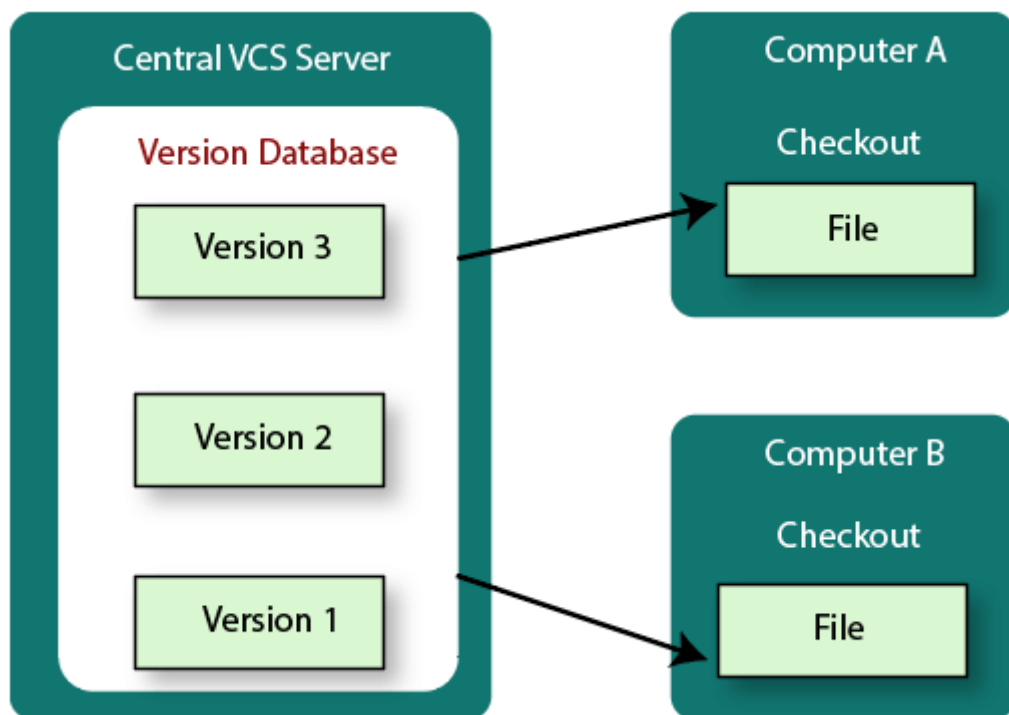 Central VCS Server
Version Database
Version 3
Version 2
Version 1
Computer A
Checkout
File
Computer B
Checkout
File